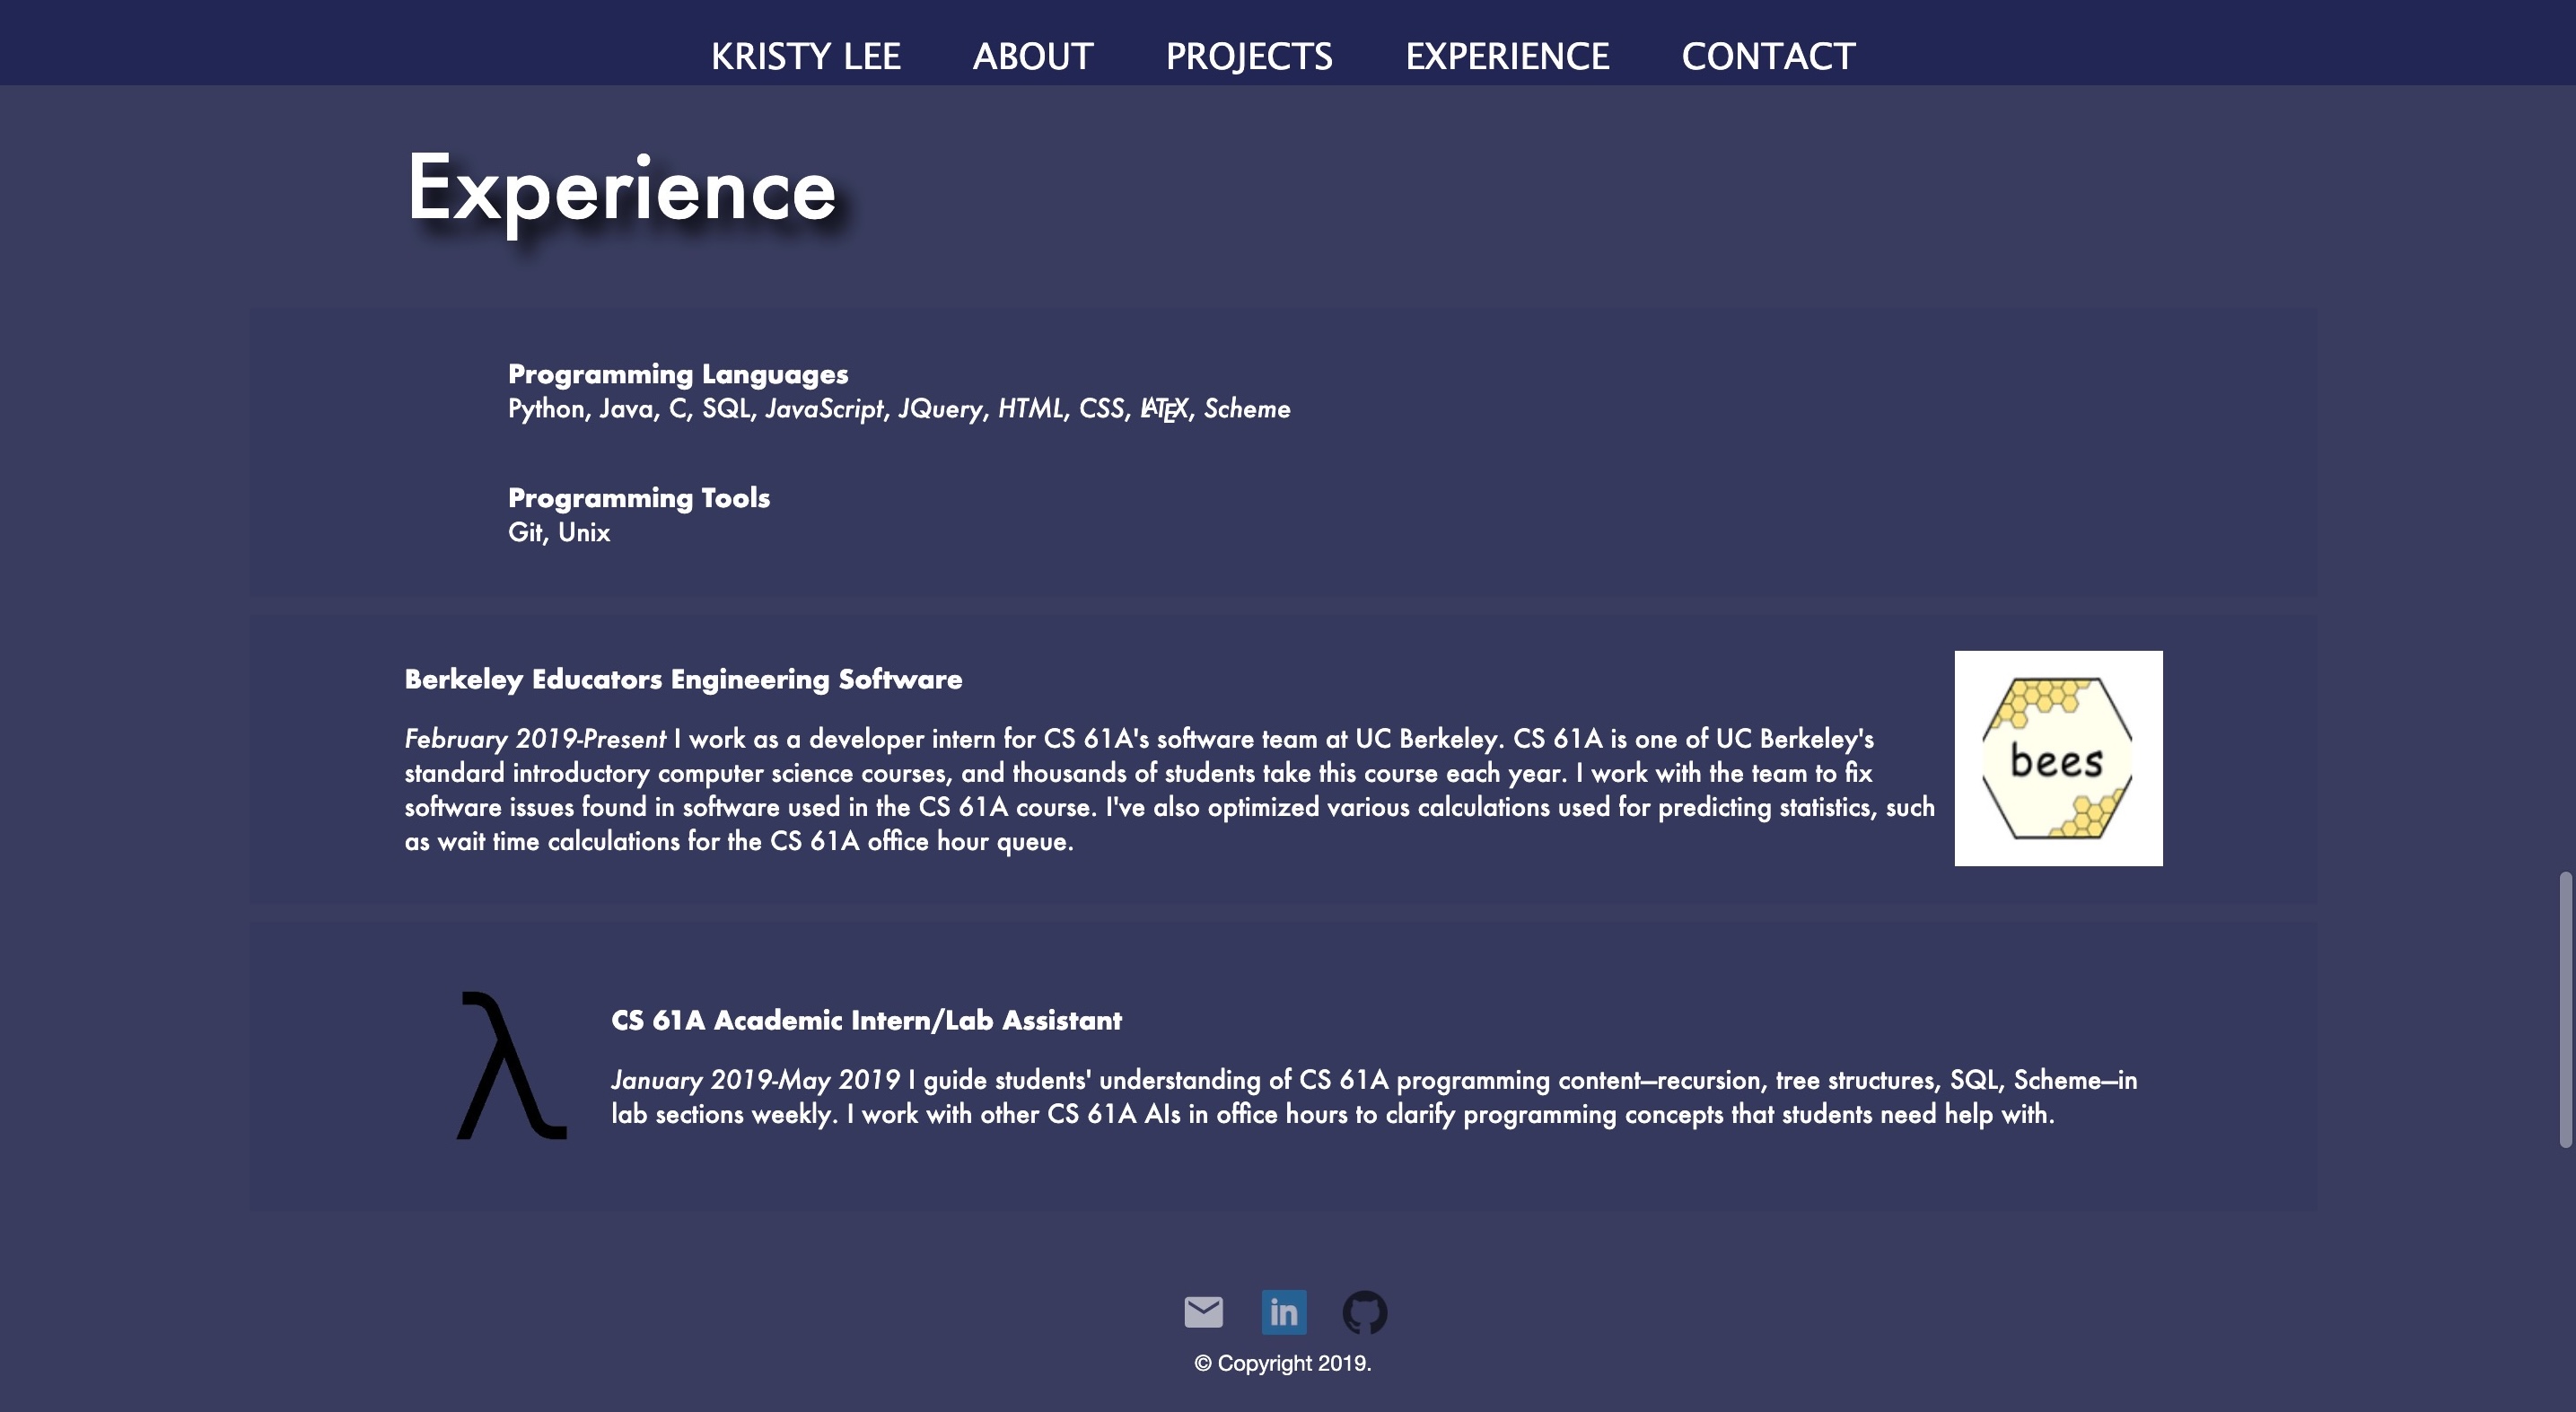 KRISTY LEE ABOUT PROJECTS EXPERIENCE CONTACT
Experience
Programming Languages
Python, Java, C, SQL, JavaScript, JQuery, HTML, CSS, LATEX, Scheme
Programming Tools
Git, Unix
Berkeley Educators Engineering Software
February 2019-Present I work as a developer intern for CS 61A's software team at UC Berkeley. CS 61A is one of UC Berkeley's
standard introductory computer science courses, and thousands of students take this course each year. I work with the team to fix
software issues found in software used in the CS 61A course. I've also optimized various calculations used for predicting statistics, such
as wait time calculations for the CS 61A office hour queue.
bees
λ
CS 61A Academic Intern/Lab Assistant
January 2019-May 2019 I guide students' understanding of CS 61A programming content—recursion, tree structures, SQL, Scheme—in
lab sections weekly. I work with other CS 61A AIs in office hours to clarify programming concepts that students need help with.
in
© Copyright 2019.